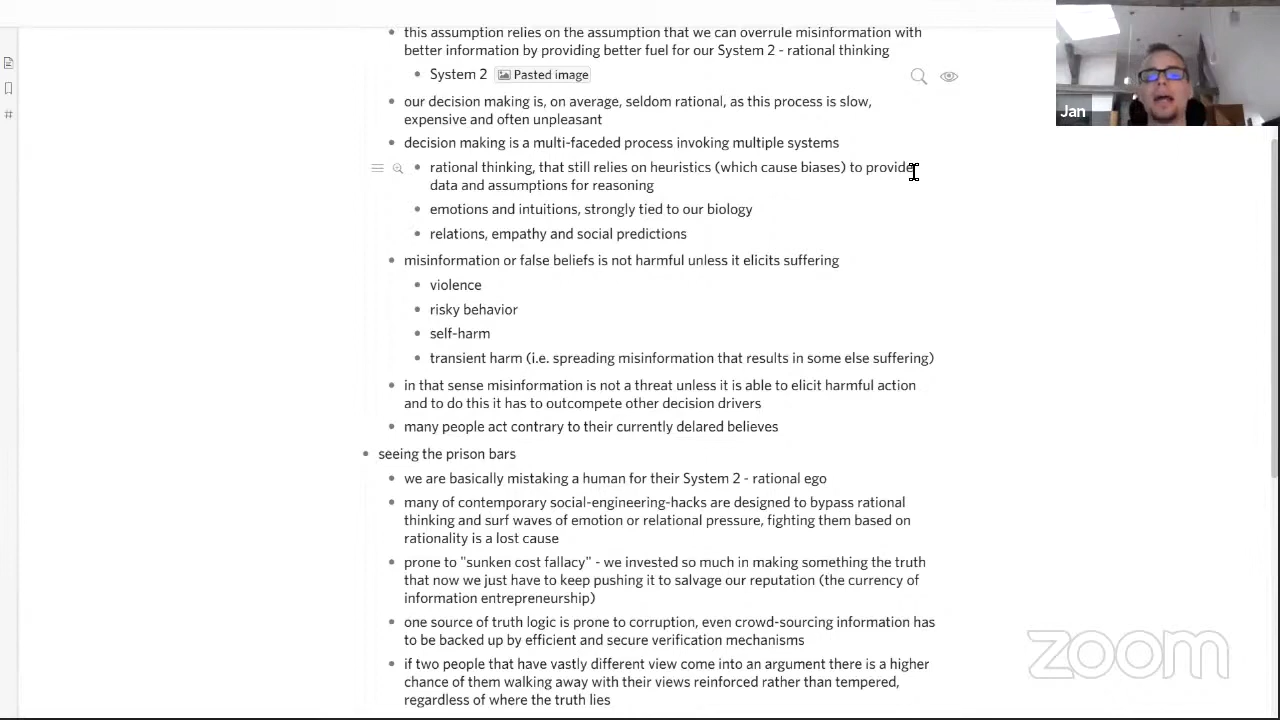 this assumption relies on the assumption that we can overrule misinformation with
better information by providing better fuel for our System 2 - rational thinking
System 2 Pasted image
our decision making is, on average, seldom rational, as this process is slow,
expensive and often unpleasant
decision making is a multi-faceted process invoking multiple systems
rational thinking, that still relies on heuristics (which cause biases) to provide
data and assumptions for reasoning
emotions and intuitions, strongly tied to our biology
relations, empathy and social predictions
misinformation or false beliefs is not harmful unless it elicits suffering
violence
risky behavior
self-harm
transient harm (i.e. spreading misinformation that results in some else suffering)
in that sense misinformation is not a threat unless it is able to elicit harmful action
and to do this it has to outcompete other decision drivers
many people act contrary to their currently delared believes
seeing the prison bars
we are basically mistaking a human for their System 2 - rational ego
many of contemporary social-engineering-hacks are designed to bypass rational
thinking and surf waves of emotion or relational pressure, fighting them based on
rationality is a lost cause
prone to "sunken cost fallacy" - we invested so much in making something the truth
that now we just have to keep pushing it to salvage our reputation (the currency of
information entrepreneurship)
one source of truth logic is prone to corruption, even crowd-sourcing information has
to be backed up by efficient and secure verification mechanisms
if two people that have vastly different view come into an argument there is a higher
chance of them walking away with their views reinforced rather than tempered,
regardless of where the truth lies
Jan
zoom